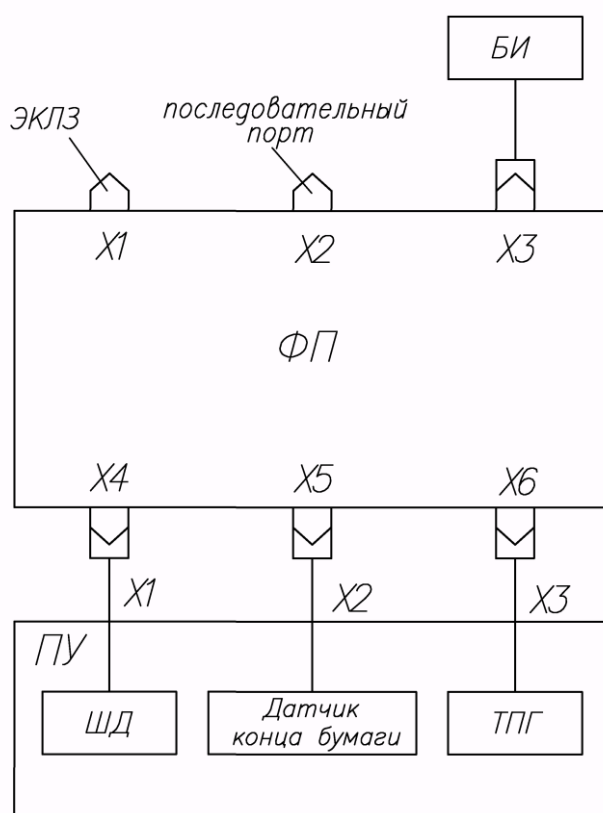 БИ
ЭКЛЗ
последовательный
порт
X1
X2
X3
ФП
X4
X5
X6
X1
X2
X3
ПУ
ШД
Датчик
конца бумаги
ТПГ